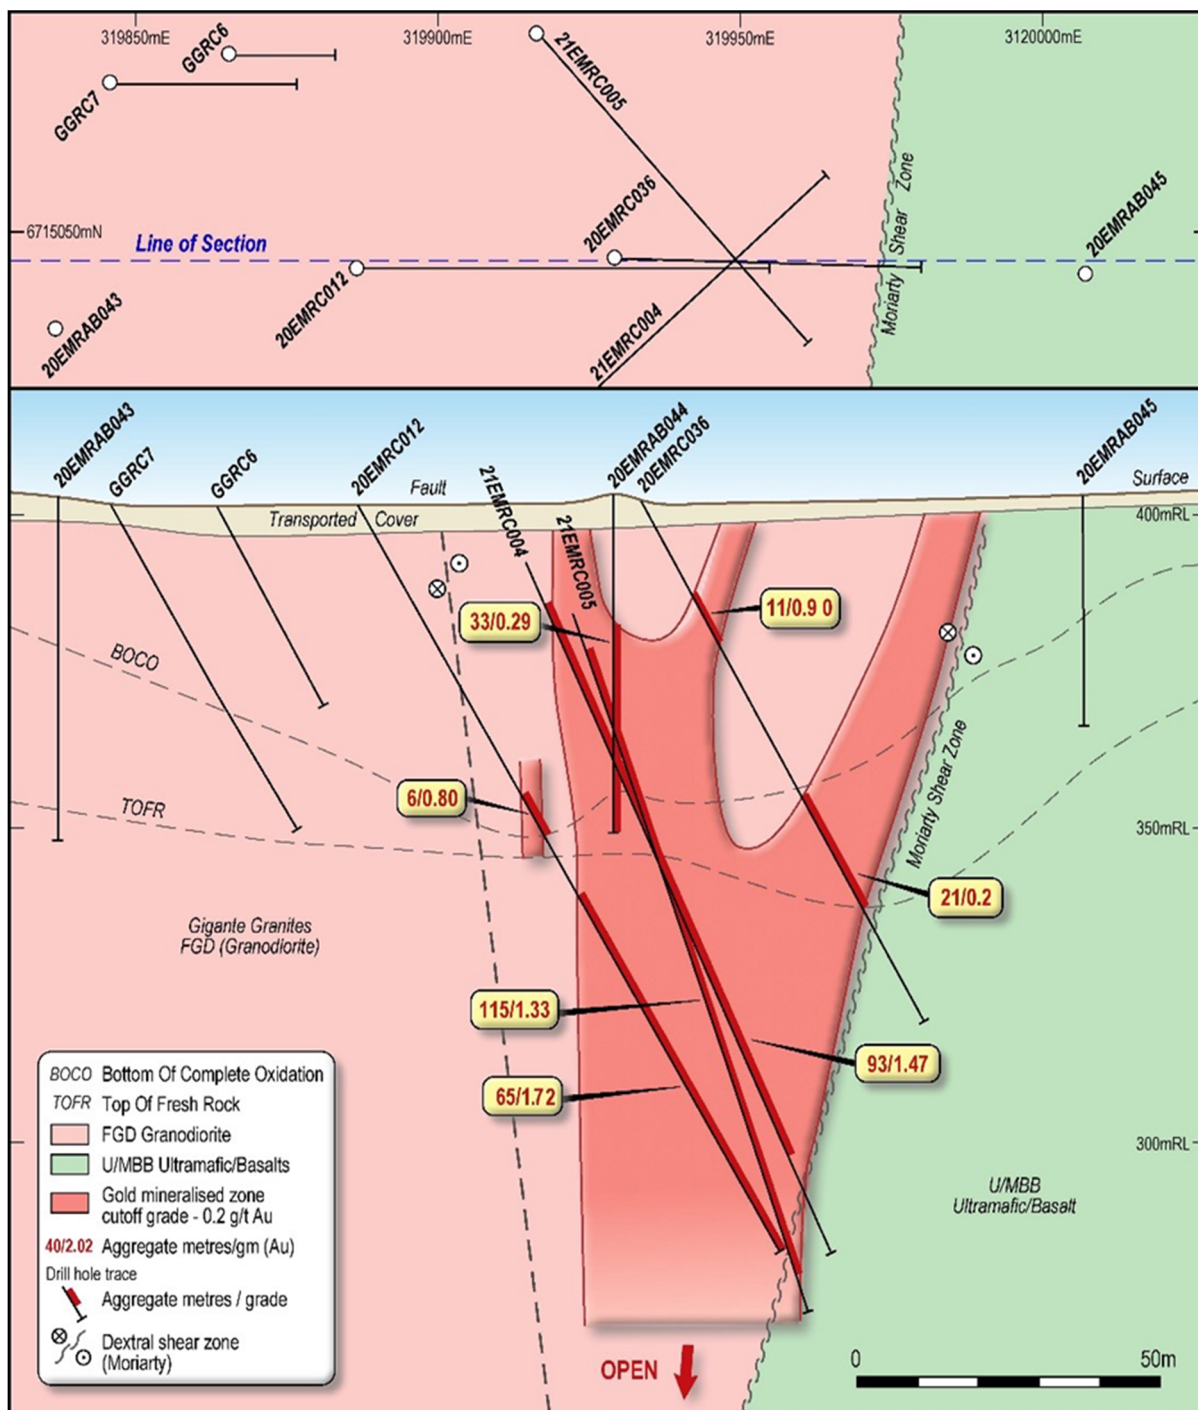 319850mE
319900mE
319950mE
3120000mE
GGRC6
GGRC7
21EMRC005
20EMRC036
20EMRAB045
Moriarty Shear Zone
6715050mN
Line of Section
20EMRC012
20EMRAB043
21EMRC004
20EMRAB043
GGRC7
GGRC6
20EMRC012
Fault
21EMRC004
21EMRC005
20EMRAB044
20EMRC036
20EMRAB045
Surface
Transported Cover
400mRL
33/0.29
11/0.9 0
BOCO
TOFR
6/0.80
Moriarty Shear Zone
350mRL
21/0.2
Gigante Granites
FGD (Granodiorite)
115/1.33
93/1.47
65/1.72
300mRL
U/MBB
Ultramafic/Basalt
BOCO Bottom Of Complete Oxidation
TOFR Top Of Fresh Rock
FGD Granodiorite
U/MBB Ultramafic/Basalts
Gold mineralised zone
cutoff grade - 0.2 g/t Au
40/2.02 Aggregate metres/gm (Au)
Drill hole trace
Aggregate metres / grade
Dextral shear zone
(Moriarty)
OPEN
0 50m